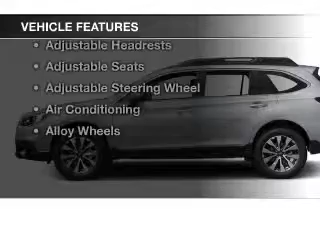 VEHICLE FEATURES
• Adjustable Headrests
• Adjustable Seats
• Adjustable Steering Wheel
• Air Conditioning
• Alloy Wheels